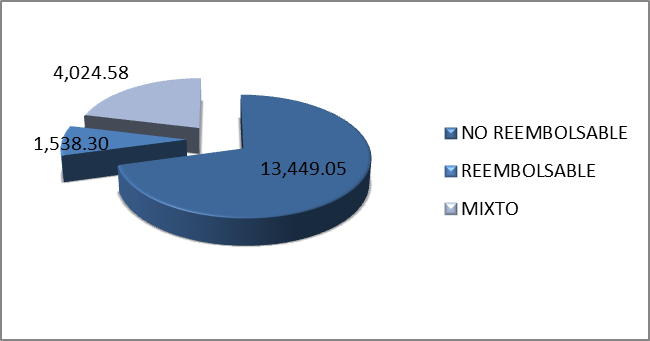 4,024.58
1,538.30
13,449.05
NO REEMBOLSABLE
REEMBOLSABLE
MIXTO